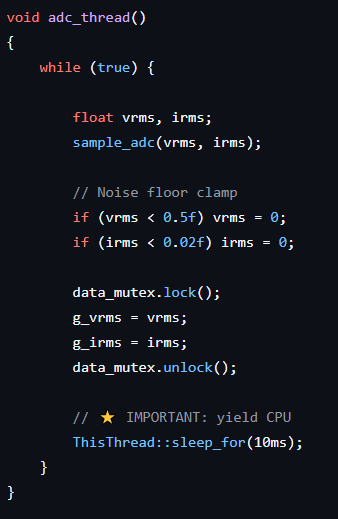 void adc_thread()
{
    while (true) {

        float vrms, irms;
        sample_adc(vrms, irms);

        // Noise floor clamp
        if (vrms < 0.5f) vrms = 0;
        if (irms < 0.02f) irms = 0;

        data_mutex.lock();
        g_vrms = vrms;
        g_irms = irms;
        data_mutex.unlock();

        // ⭐ IMPORTANT: yield CPU
        ThisThread::sleep_for(10ms);
    }
}